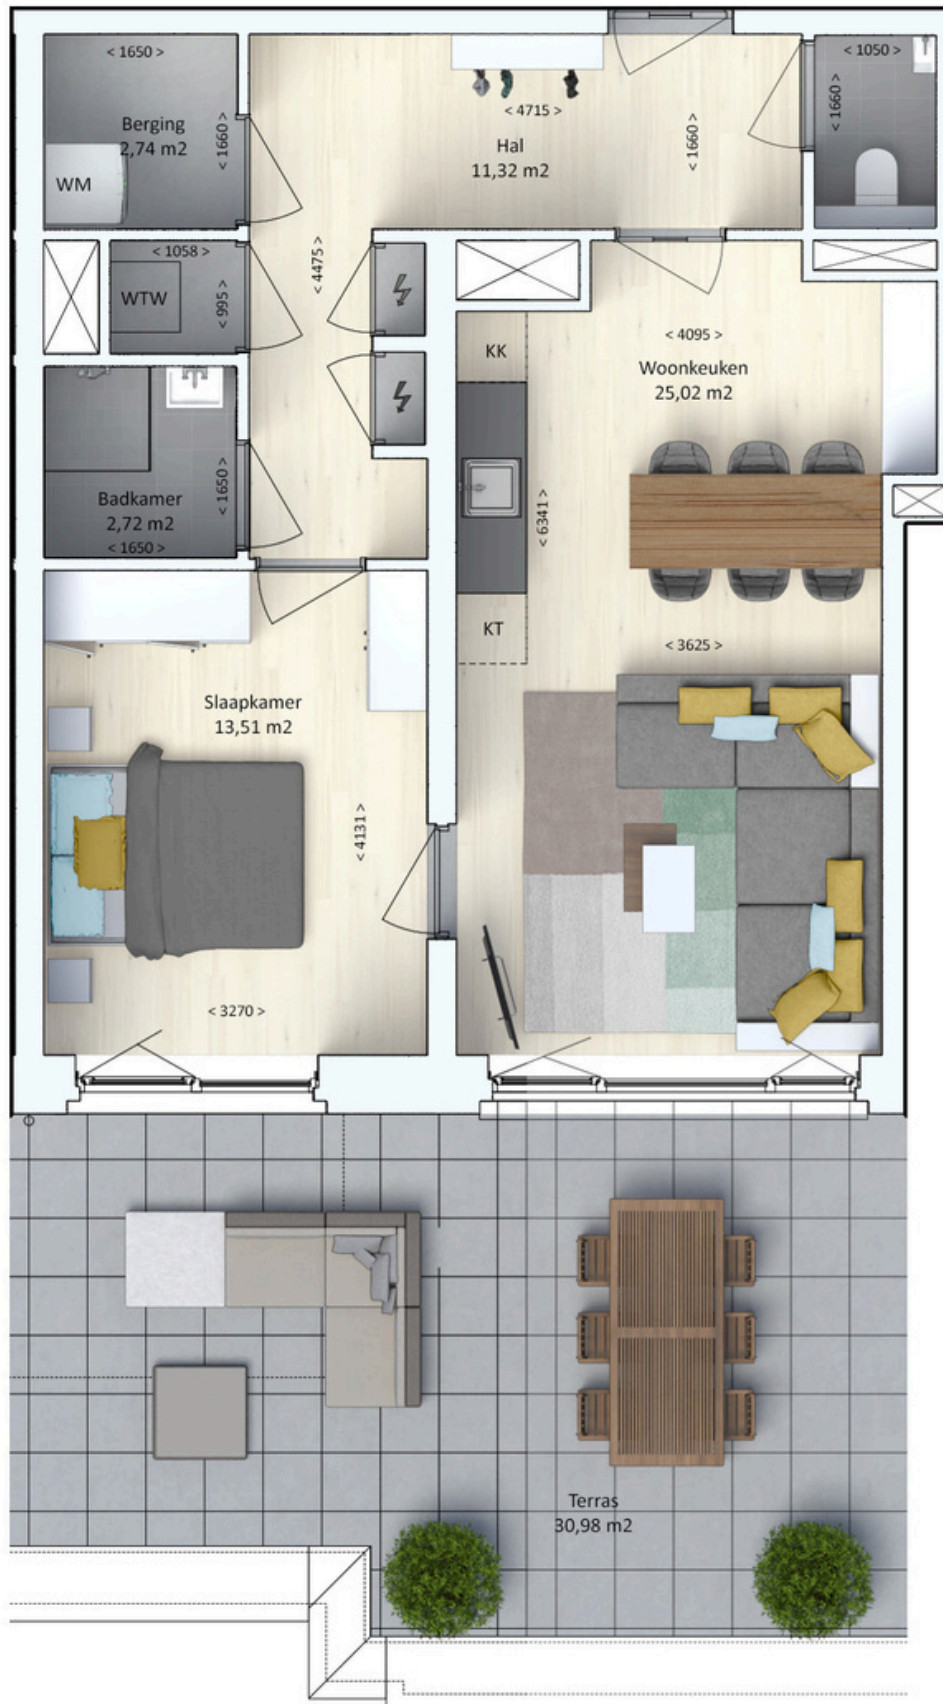 < 1650 >
Berging
2,74 m2
< 1660 >
WM
< 4715 >
Hal
11,32 m2
< 1660 >
< 1050 >
< 1660 >
< 1058 >
WTW
< 995 >
< 4475 >
KK
< 4095 >
Woonkeuken
25,02 m2
Badkamer
2,72 m2
< 1650 >
< 1650 >
< 6341 >
KT
< 3625 >
Slaapkamer
13,51 m2
< 4131 >
< 3270 >
Terras
30,98 m2